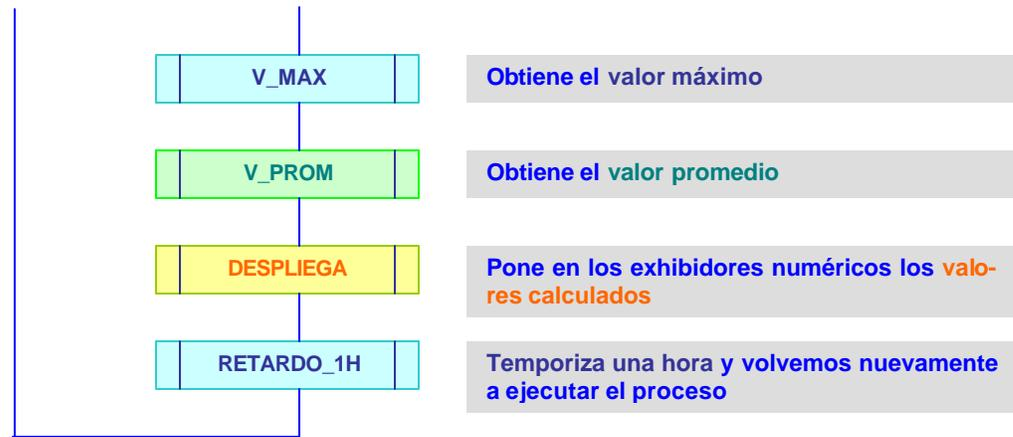 V_MAX
Obtiene el valor máximo
V_PROM
Obtiene el valor promedio
DESPLIEGA
Pone en los exhibidores numéricos los valo-
res calculados
RETARDO_1H
Temporiza una hora y volvemos nuevamente
a ejecutar el proceso